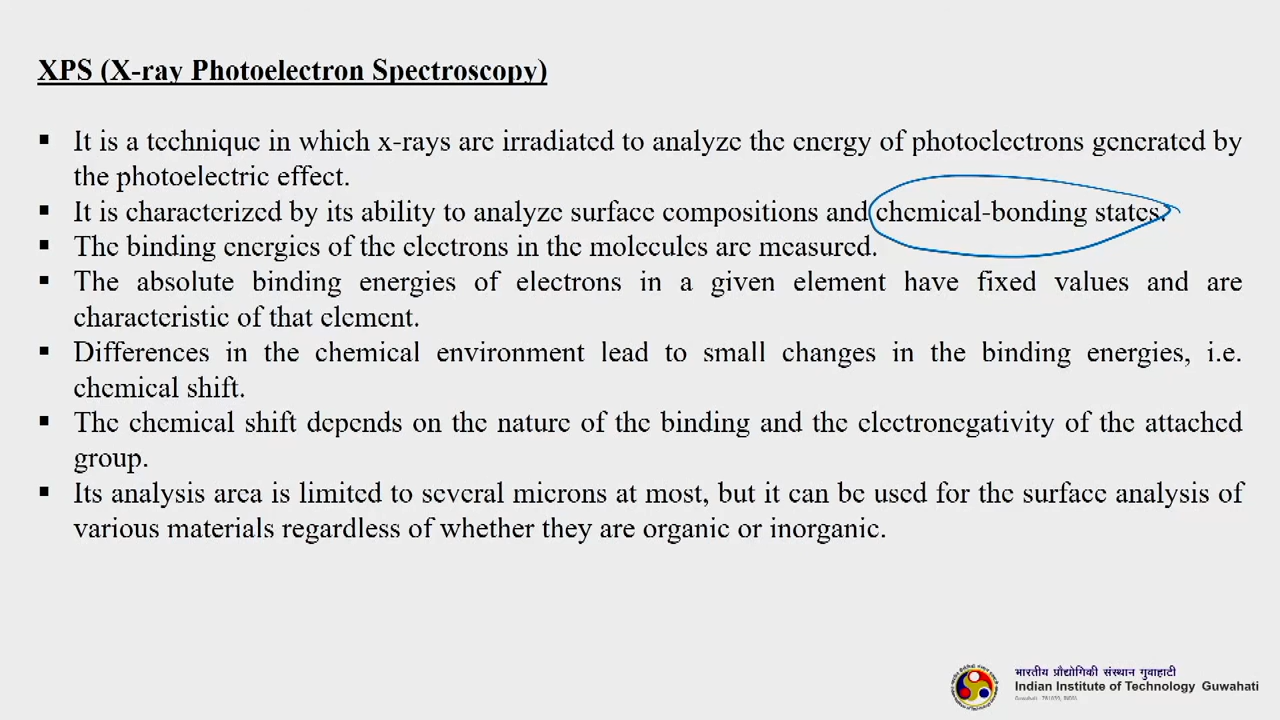 XPS (X-ray Photoelectron Spectroscopy)
▪ It is a technique in which x-rays are irradiated to analyze the energy of photoelectrons generated by
the photoelectric effect.
▪ It is characterized by its ability to analyze surface compositions and chemical-bonding states.
▪ The binding energies of the electrons in the molecules are measured.
▪ The absolute binding energies of electrons in a given element have fixed values and are
characteristic of that element.
▪ Differences in the chemical environment lead to small changes in the binding energies, i.e.
chemical shift.
▪ The chemical shift depends on the nature of the binding and the electronegativity of the attached
group.
▪ Its analysis area is limited to several microns at most, but it can be used for the surface analysis of
various materials regardless of whether they are organic or inorganic.
भारतीय प्रौद्योगिकी संस्थान गुवाहाटी
Indian Institute of Technology Guwahati
Guwahati - 781039, INDIA